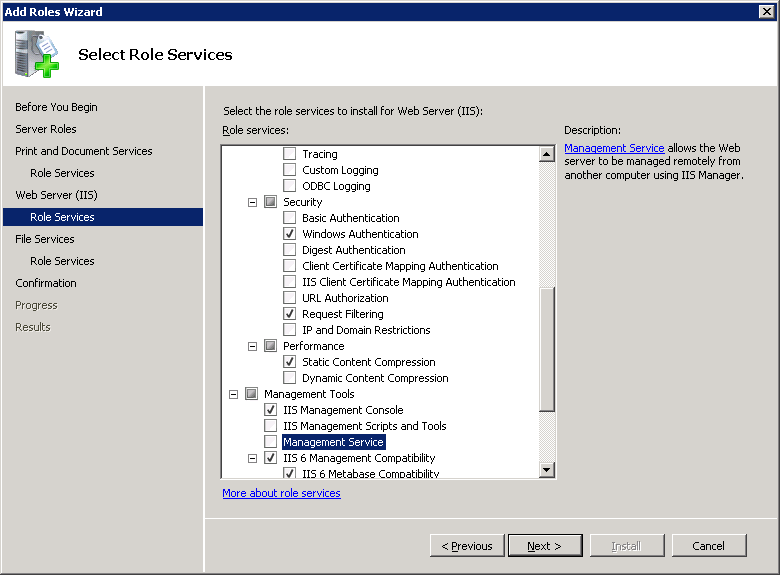 Add Roles Wizard
Select Role Services
Before You Begin
Server Roles
Print and Document Services
Role Services
Web Server (IIS)
Role Services
File Services
Role Services
Confirmation
Progress
Results
Select the role services to install for Web Server (IIS):
Role services:
Tracing
Custom Logging
ODBC Logging
Security
Basic Authentication
Windows Authentication
Digest Authentication
Client Certificate Mapping Authentication
IIS Client Certificate Mapping Authentication
URL Authorization
Request Filtering
IP and Domain Restrictions
Performance
Static Content Compression
Dynamic Content Compression
Management Tools
IIS Management Console
IIS Management Scripts and Tools
Management Service
IIS 6 Management Compatibility
IIS 6 Metabase Compatibility
More about role services
Description:
Management Service allows the Web
server to be managed remotely from
another computer using IIS Manager.
< Previous
Next >
Install
Cancel